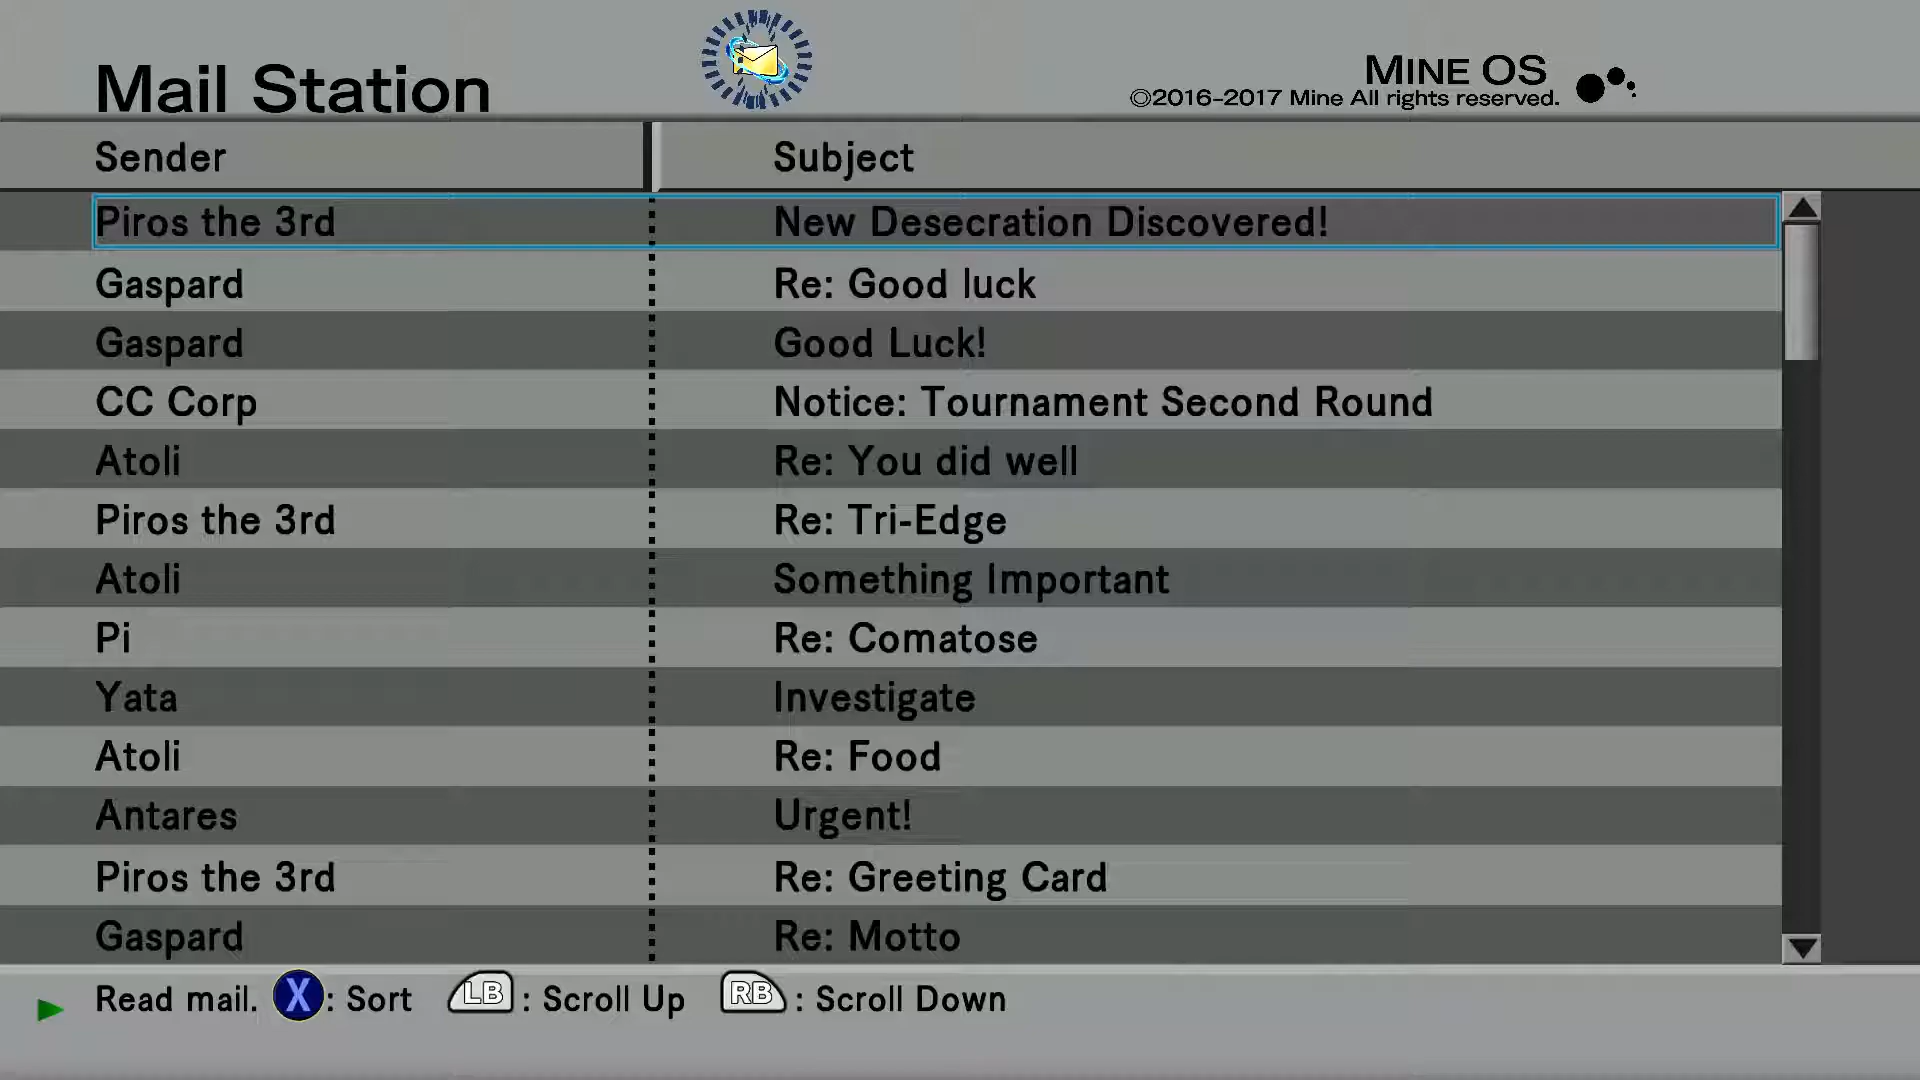 Mail Station
MINE OS
©2016-2017 Mine All rights reserved.
Sender Subject
Piros the 3rd New Desecration Discovered!
Gaspard Re: Good luck
Gaspard Good Luck!
CC Corp Notice: Tournament Second Round
Atoli Re: You did well
Piros the 3rd Re: Tri-Edge
Atoli Something Important
Pi Re: Comatose
Yata Investigate
Atoli Re: Food
Antares Urgent!
Piros the 3rd Re: Greeting Card
Gaspard Re: Motto
Read mail. X: Sort LB: Scroll Up RB: Scroll Down